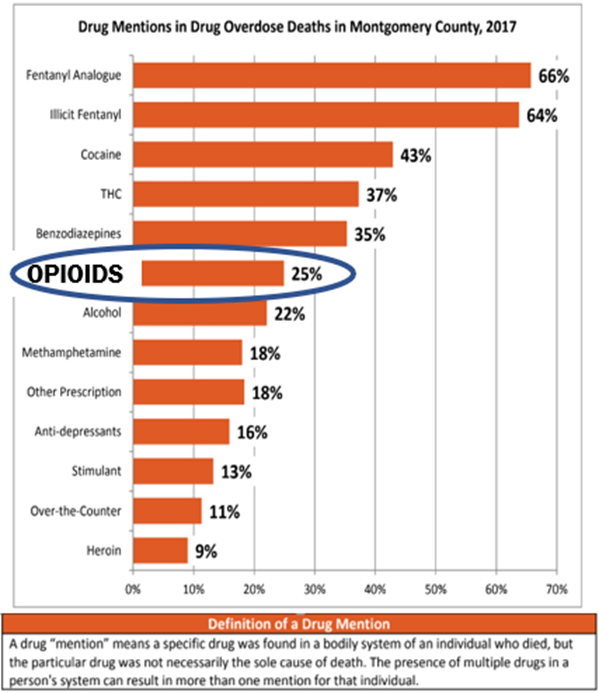 Drug Mentions in Drug Overdose Deaths in Montgomery County, 2017
Fentanyl Analogue 66%
Illicit Fentanyl 64%
Cocaine 43%
THC 37%
Benzodiazepines 35%
OPIOIDS 25%
Alcohol 22%
Methamphetamine 18%
Other Prescription 18%
Anti-depressants 16%
Stimulant 13%
Over-the-Counter 11%
Heroin 9%
0% 10% 20% 30% 40% 50% 60% 70%
Definition of a Drug Mention
A drug "mention" means a specific drug was found in a bodily system of an individual who died, but
the particular drug was not necessarily the sole cause of death. The presence of multiple drugs in a
person's system can result in more than one mention for that individual.